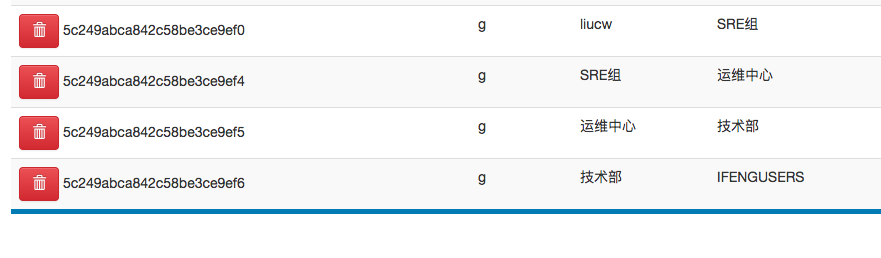 5c249abca842c58be3ce9ef0 g liucw SRE组
5c249abca842c58be3ce9ef4 g SRE组 运维中心
5c249abca842c58be3ce9ef5 g 运维中心 技术部
5c249abca842c58be3ce9ef6 g 技术部 IFENGUSERS